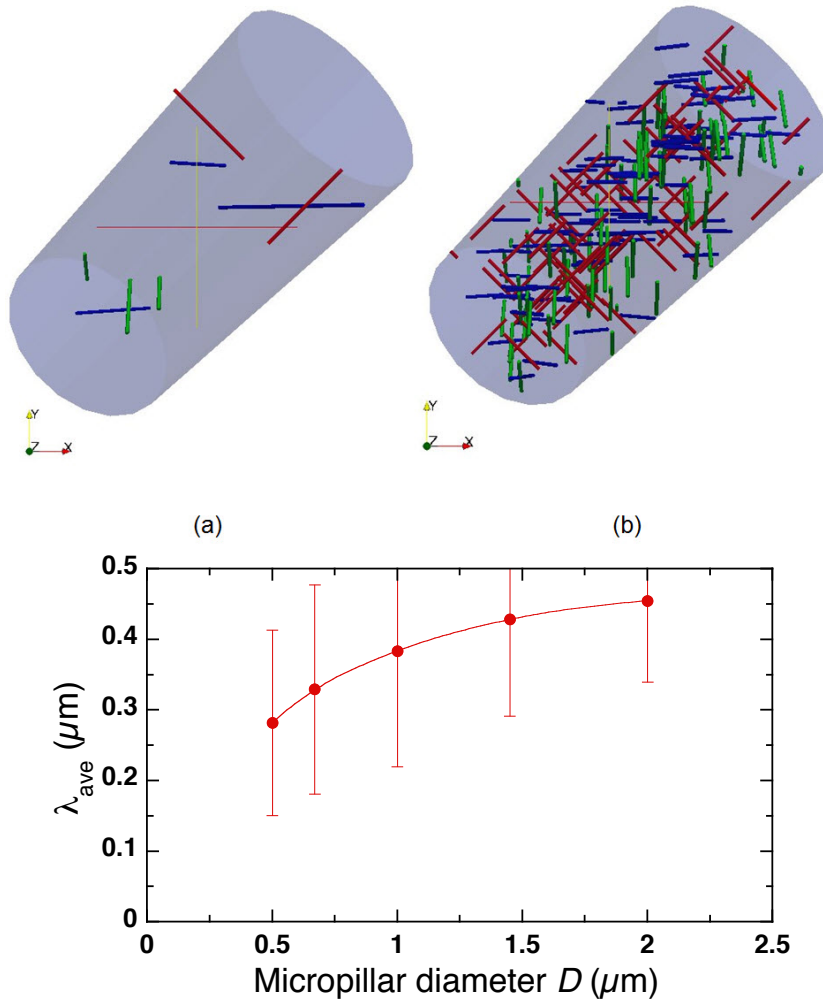 Y
Z X
Y
Z X
(a) (b)
0.5
0.4
0.3
0.2
0.1
0
λave (µm)
0 0.5 1 1.5 2 2.5
Micropillar diameter D (µm)